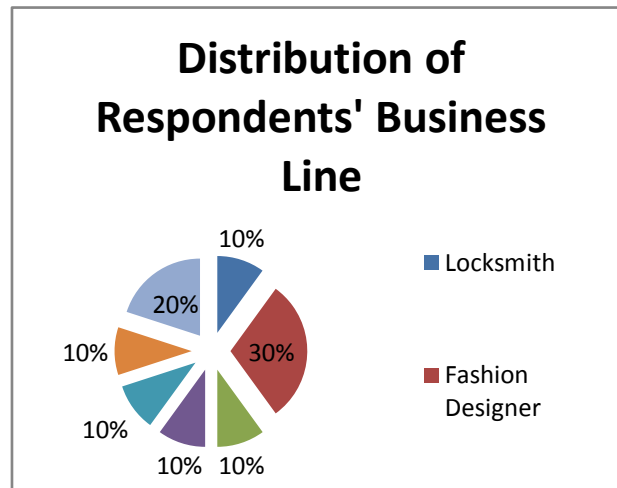 Distribution of
Respondents' Business
Line
10%
30%
10%
10%
10%
10%
20%
Locksmith
Fashion
Designer